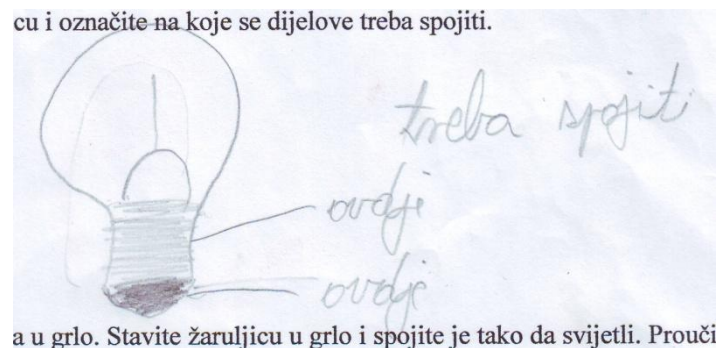 cu i označite na koje se dijelove treba spojiti.
treba spojiti
ovdje
ovdje
a u grlo. Stavite žaruljicu u grlo i spojite je tako da svijetli. Prouči